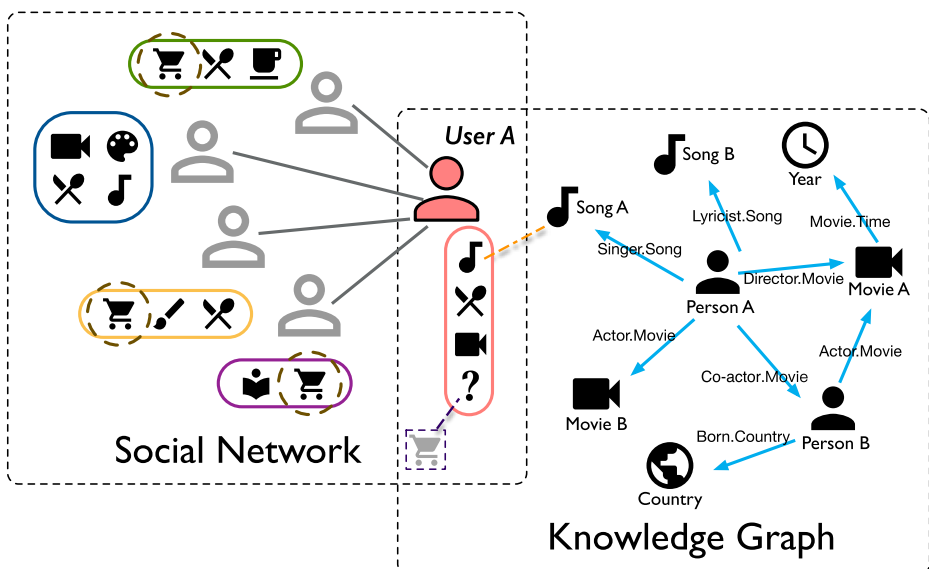 User A
Song B
Year
Song A
Lyricist.Song
Movie.Time
Singer.Song
Director.Movie
Movie A
Person A
Actor.Movie
Actor.Movie
Co-actor.Movie
?
Movie B
Born.Country
Person B
Social Network
Country
Knowledge Graph